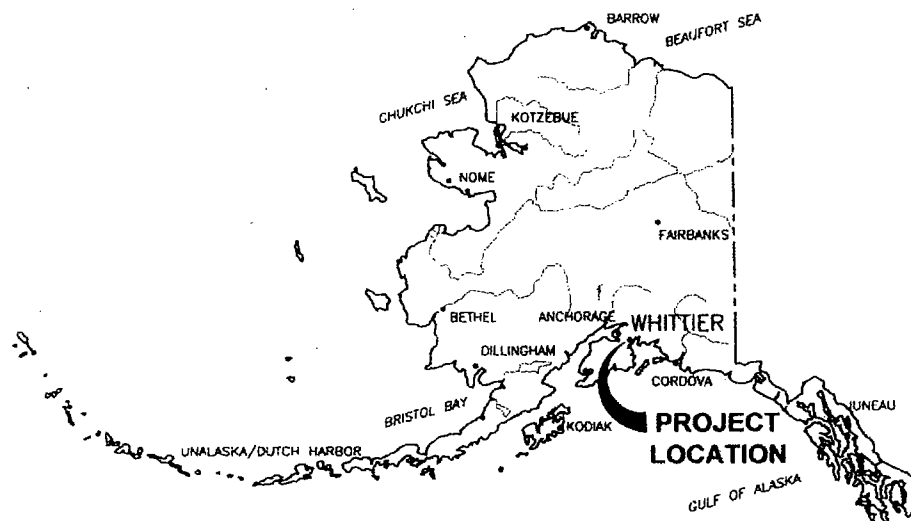 BARROW
BEAUFORT SEA
CHUKCHI SEA
KOTZEBUE
NOME
FAIRBANKS
BETHEL
ANCHORAGE
WHITTIER
DILLINGHAM
CORDOVA
BRISTOL BAY
KODIAK
JUNEAU
PROJECT
LOCATION
UNALASKA/DUTCH HARBOR
GULF OF ALASKA